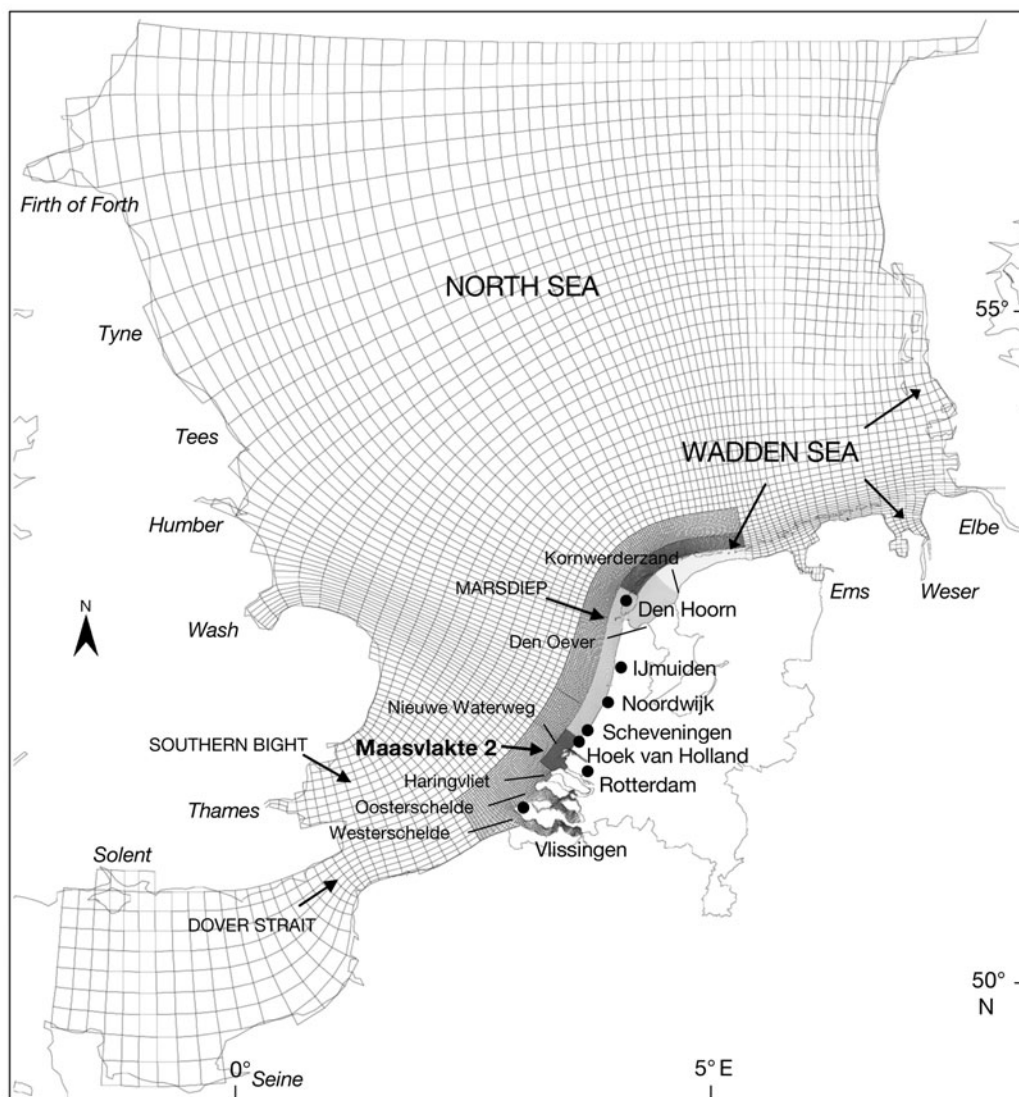 Firth of Forth
NORTH SEA
55°
Tyne
Tees
WADDEN SEA
Humber
Elbe
Kornwerderzand
MARSDIEP
Ems
Weser
N
Den Hoorn
Wash
Den Oever
IJmuiden
Nieuwe Waterweg
Noordwijk
SOUTHERN BIGHT
Scheveningen
Maasvlakte 2
Hoek van Holland
Haringvliet
Rotterdam
Thames
Oosterschelde
Westerschelde
Vlissingen
Solent
DOVER STRAIT
50°
N
0°
5° E
Seine